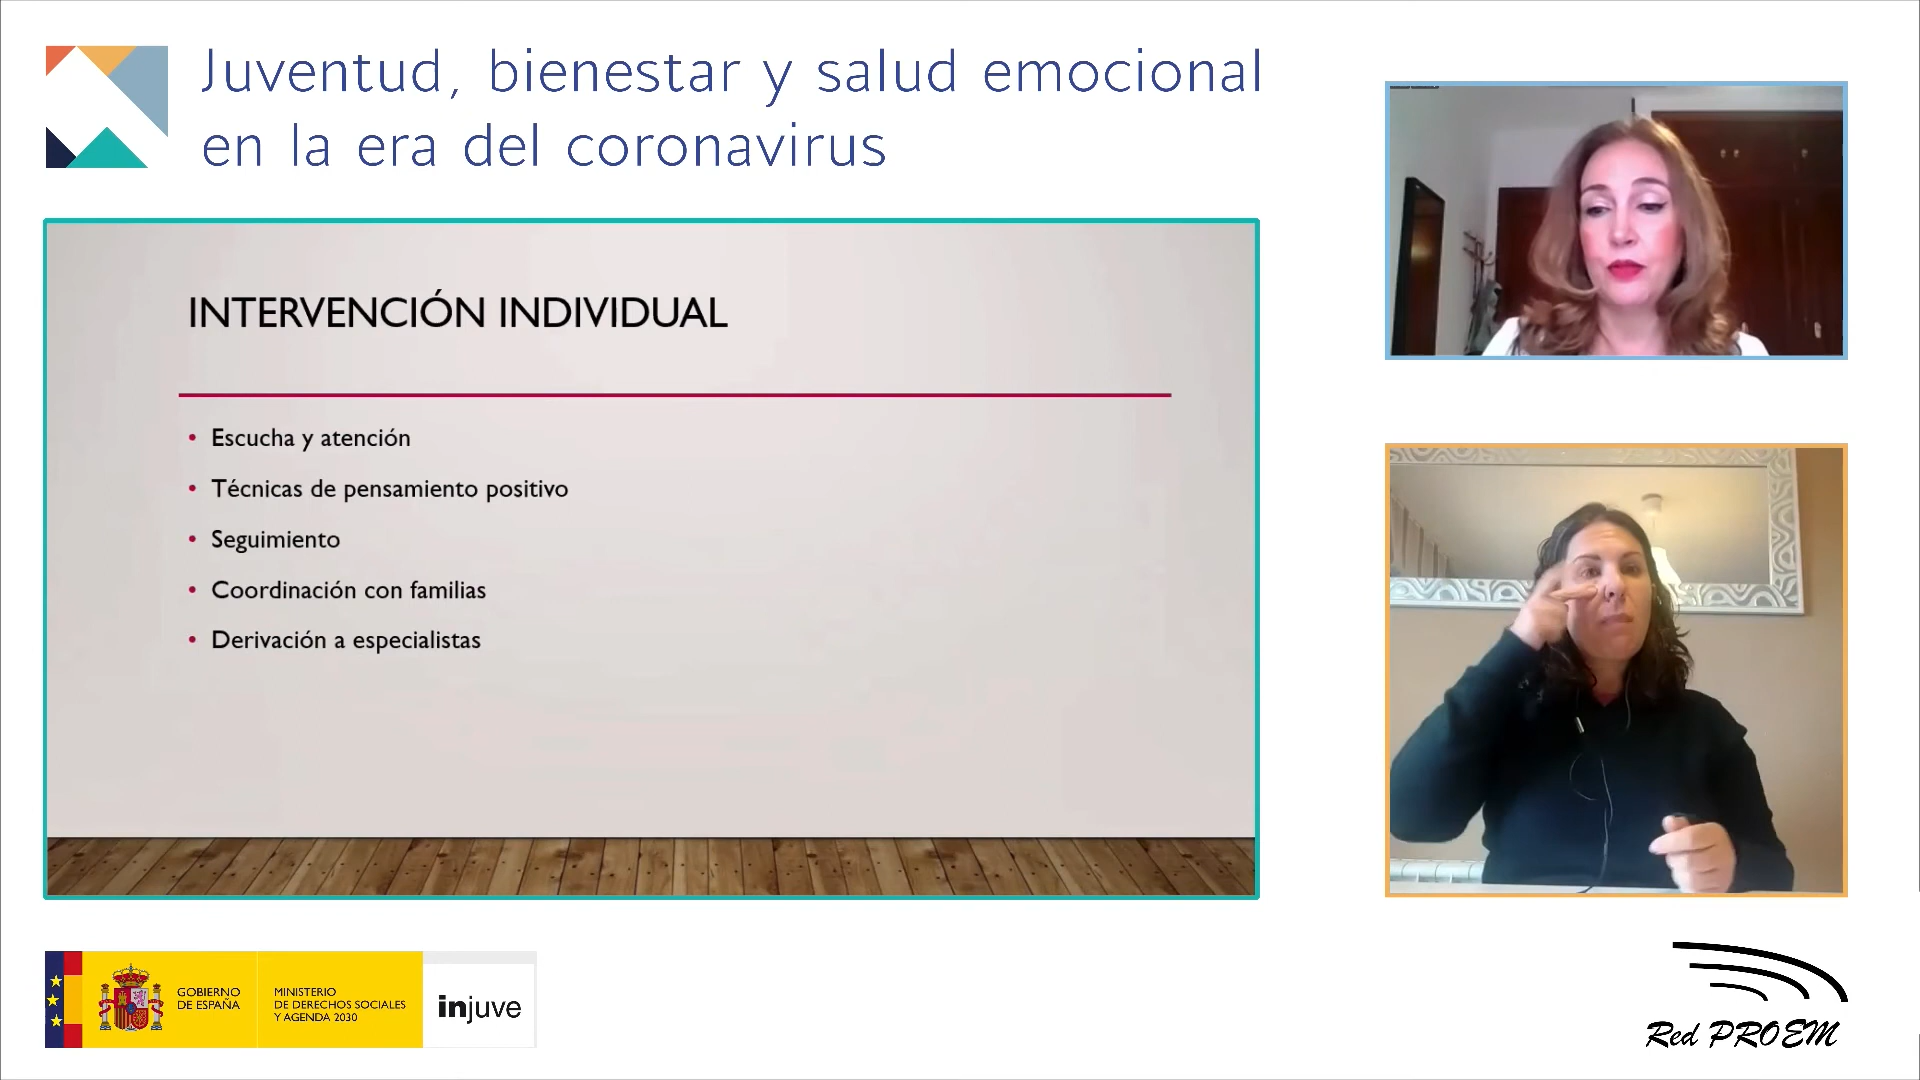 Juventud, bienestar y salud emocional
en la era del coronavirus
INTERVENCIÓN INDIVIDUAL
• Escucha y atención
• Técnicas de pensamiento positivo
• Seguimiento
• Coordinación con familias
• Derivación a especialistas
GOBIERNO
DE ESPAÑA
MINISTERIO
DE DERECHOS SOCIALES
Y AGENDA 2030
injuve
Red PROEM